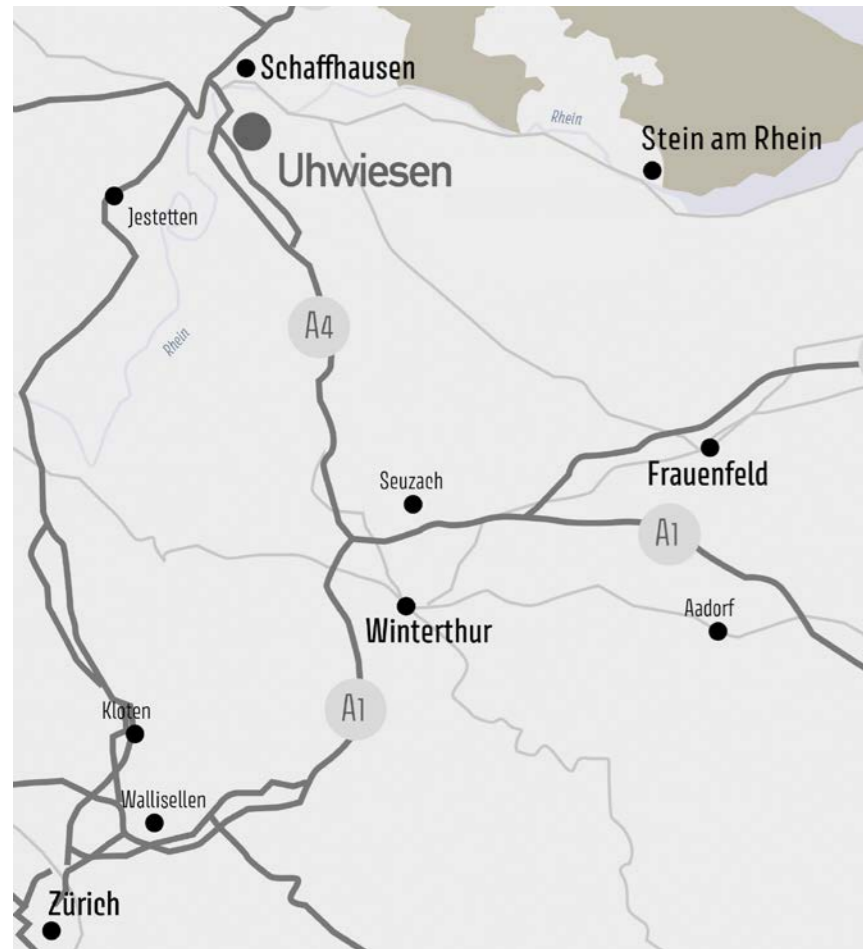 Schaffhausen
Rhein
Stein am Rhein
Uhwiesen
Jestetten
A4
Rhein
Frauenfeld
Seuzach
A1
Aadorf
Winterthur
A1
Kloten
Wallisellen
Zürich